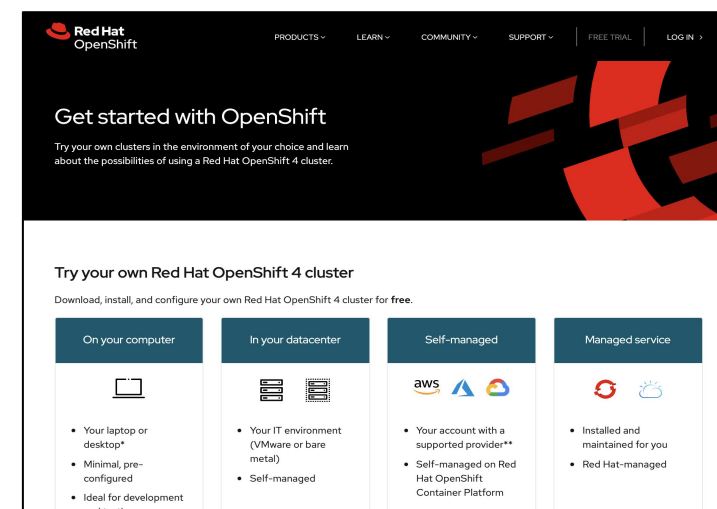 Red Hat
OpenShift
PRODUCTS
LEARN
COMMUNITY
SUPPORT
FREE TRIAL
LOG IN
Get started with OpenShift
Try your own clusters in the environment of your choice and learn
about the possibilities of using a Red Hat OpenShift 4 cluster.
Try your own Red Hat OpenShift 4 cluster
Download, install, and configure your own Red Hat OpenShift 4 cluster for free.
On your computer
Your laptop or
desktop*
Minimal, pre-
configured
Ideal for development
In your datacenter
Your IT environment
(VMware or bare
metal)
Self-managed
Self-managed
aws
Your account with a
supported provider**
Self-managed on Red
Hat OpenShift
Container Platform
Managed service
Installed and
maintained for you
Red Hat-managed